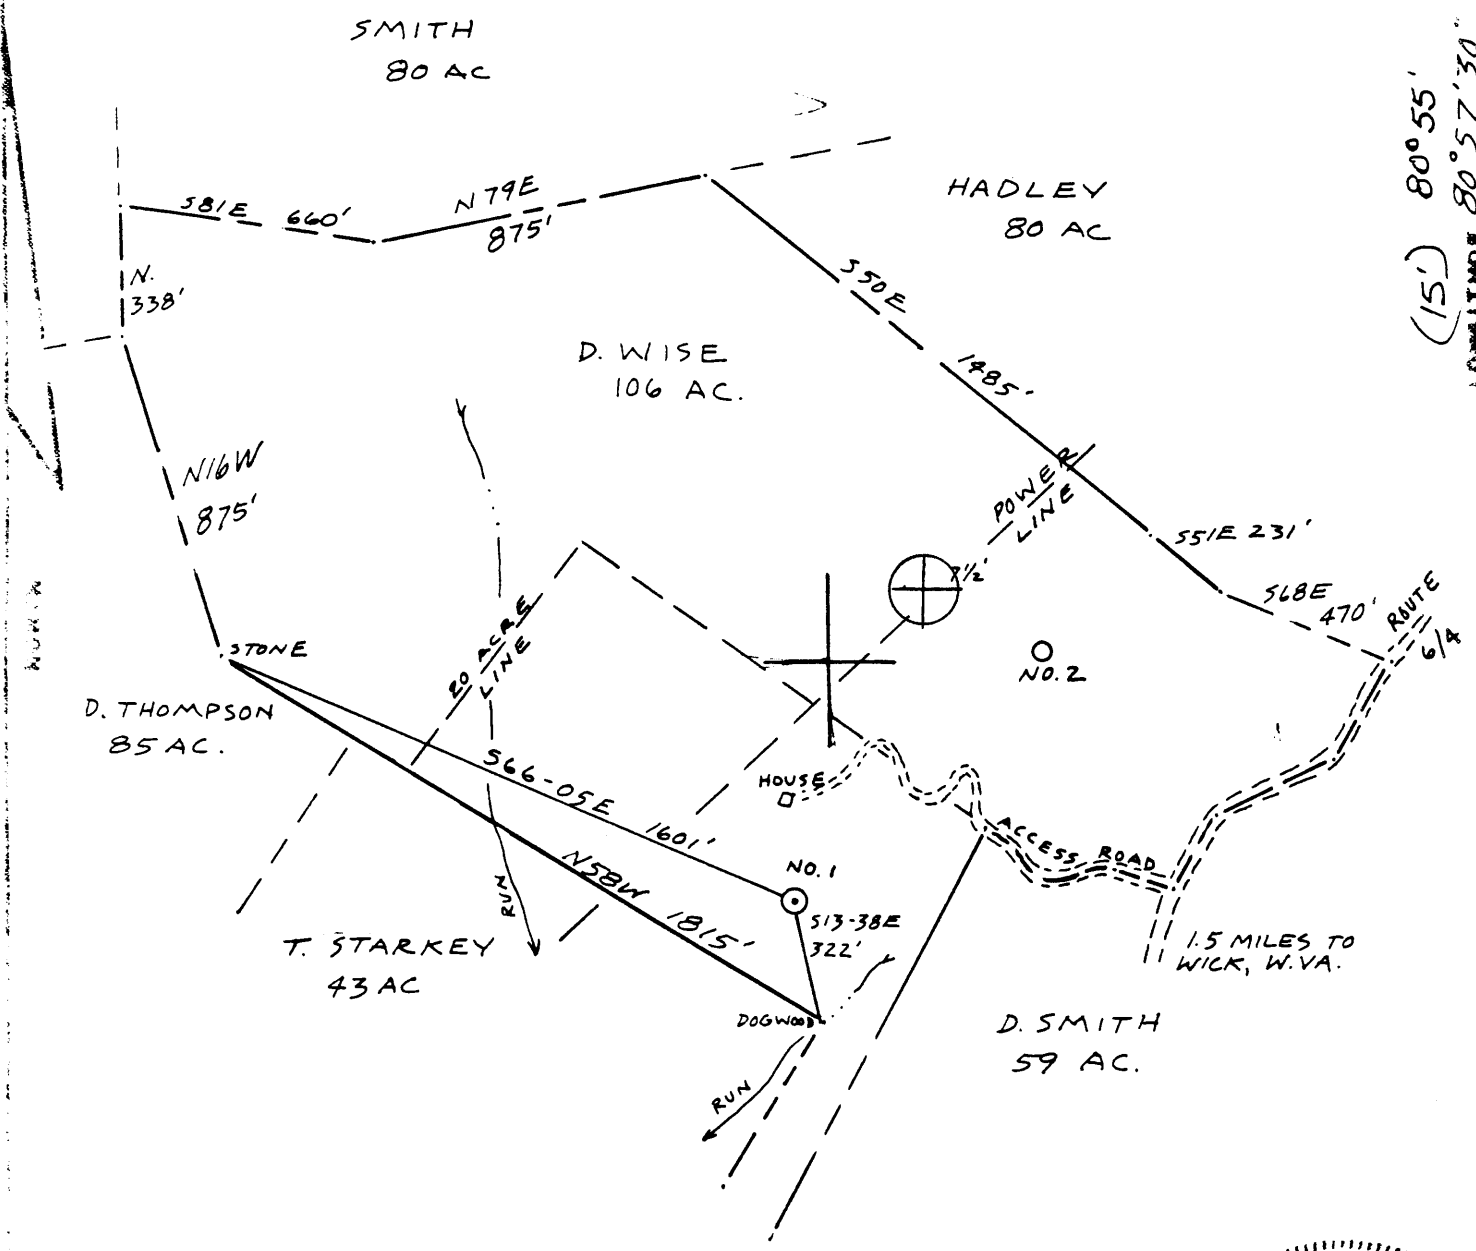 SMITH
80 AC
(15') 80°55'
80°57'30"
S81E 660'
N79E
875'
HADLEY
80 AC
N.
338'
S50E
1485'
D. WISE
106 AC.
N16W
875'
POWER
LINE
S51E 231'
7½'
S68E
470'
ROUTE
6/4
NORTH
STONE
20 ACRE
LINE
NO. 2
D. THOMPSON
85 AC.
S66-05E
1601'
HOUSE
ACCESS ROAD
NO. 1
N58W 1815'
S13-38E
322'
RUN
T. STARKEY
43 AC
1.5 MILES TO
WICK, W.VA.
DOGWOOD
D. SMITH
59 AC.
RUN